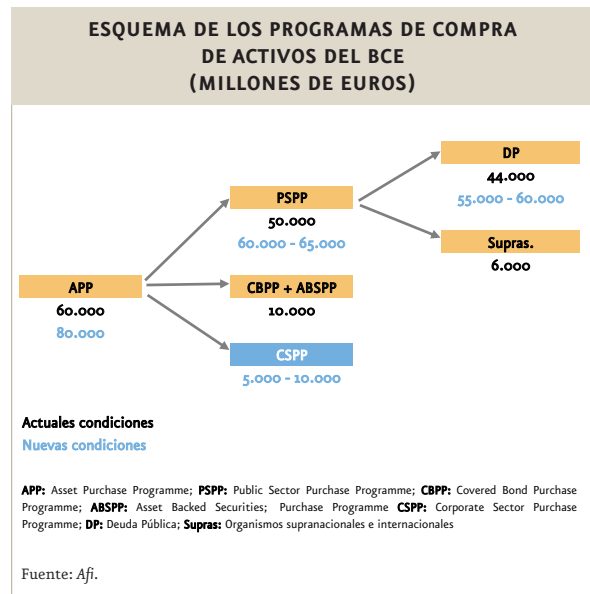 ESQUEMA DE LOS PROGRAMAS DE COMPRA
DE ACTIVOS DEL BCE
(MILLONES DE EUROS)
DP
44.000
55.000 - 60.000
PSPP
50.000
60.000 - 65.000
Supras.
6.000
APP
60.000
80.000
CBPP + ABSPP
10.000
CSPP
5.000 - 10.000
Actuales condiciones
Nuevas condiciones
APP: Asset Purchase Programme; PSPP: Public Sector Purchase Programme; CBPP: Covered Bond Purchase
Programme; ABSPP: Asset Backed Securities; Purchase Programme CSPP: Corporate Sector Purchase
Programme; DP: Deuda Pública; Supras: Organismos supranacionales e internacionales
Fuente: Afi.